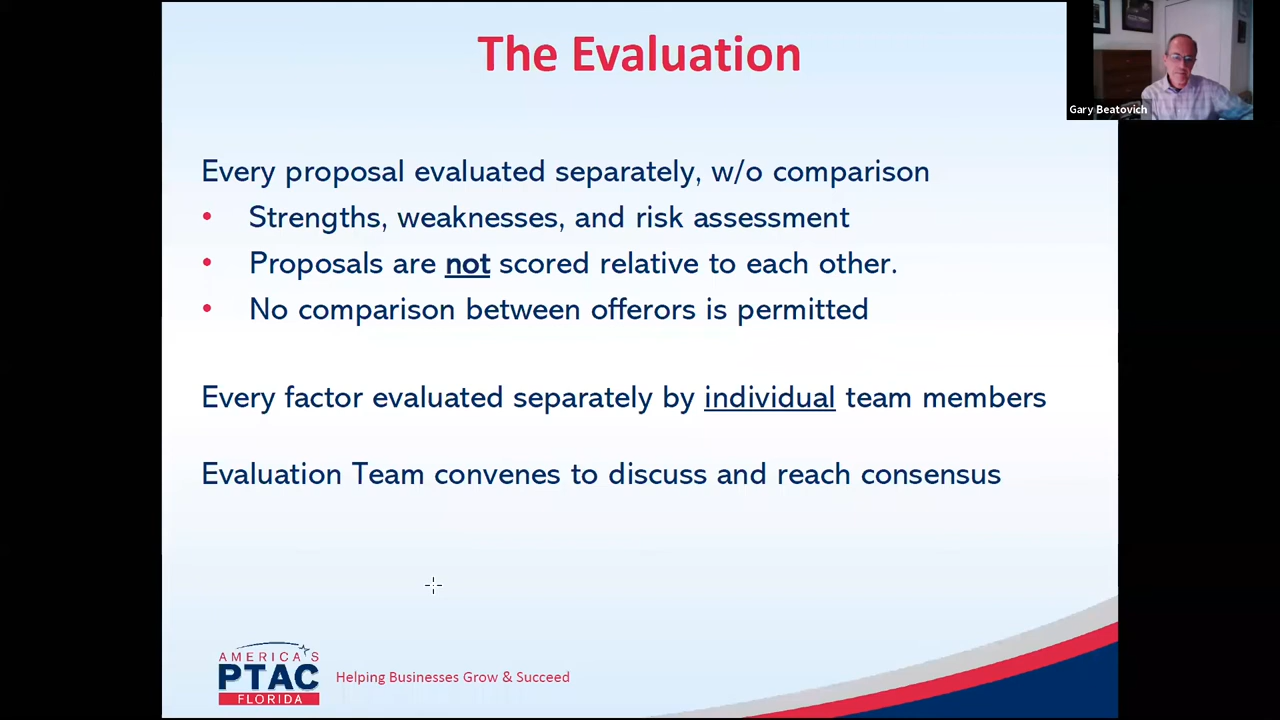 The Evaluation
Gary Beatovich
Every proposal evaluated separately, w/o comparison
• Strengths, weaknesses, and risk assessment
• Proposals are not scored relative to each other.
• No comparison between offerors is permitted
Every factor evaluated separately by individual team members
Evaluation Team convenes to discuss and reach consensus
AMERICA'S
PTAC
FLORIDA
Helping Businesses Grow & Succeed